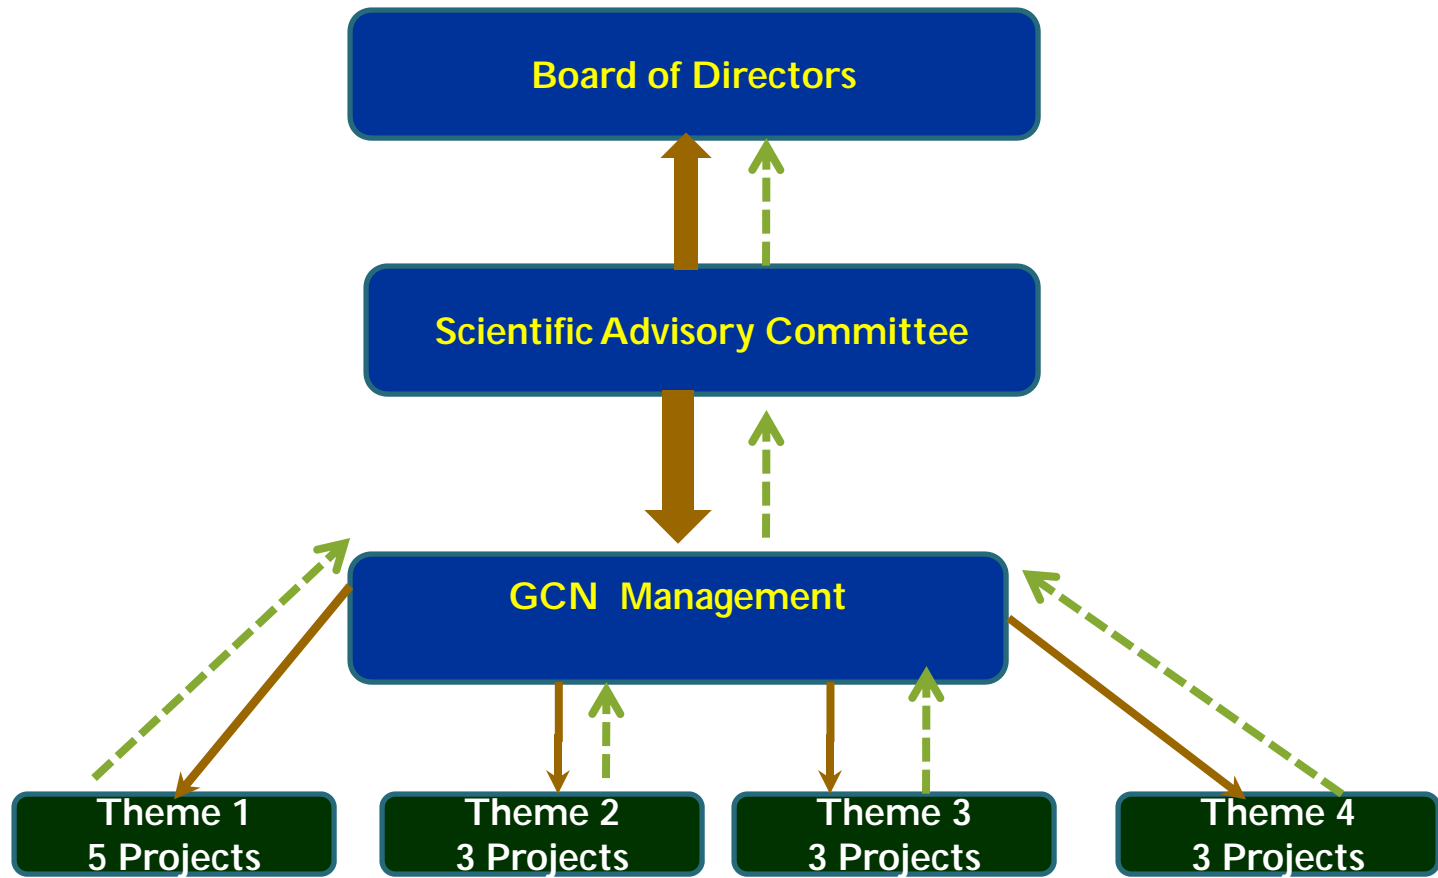 Board of Directors
Scientific Advisory Committee
GCN Management
Theme 1
5 Projects
Theme 2
3 Projects
Theme 3
3 Projects
Theme 4
3 Projects